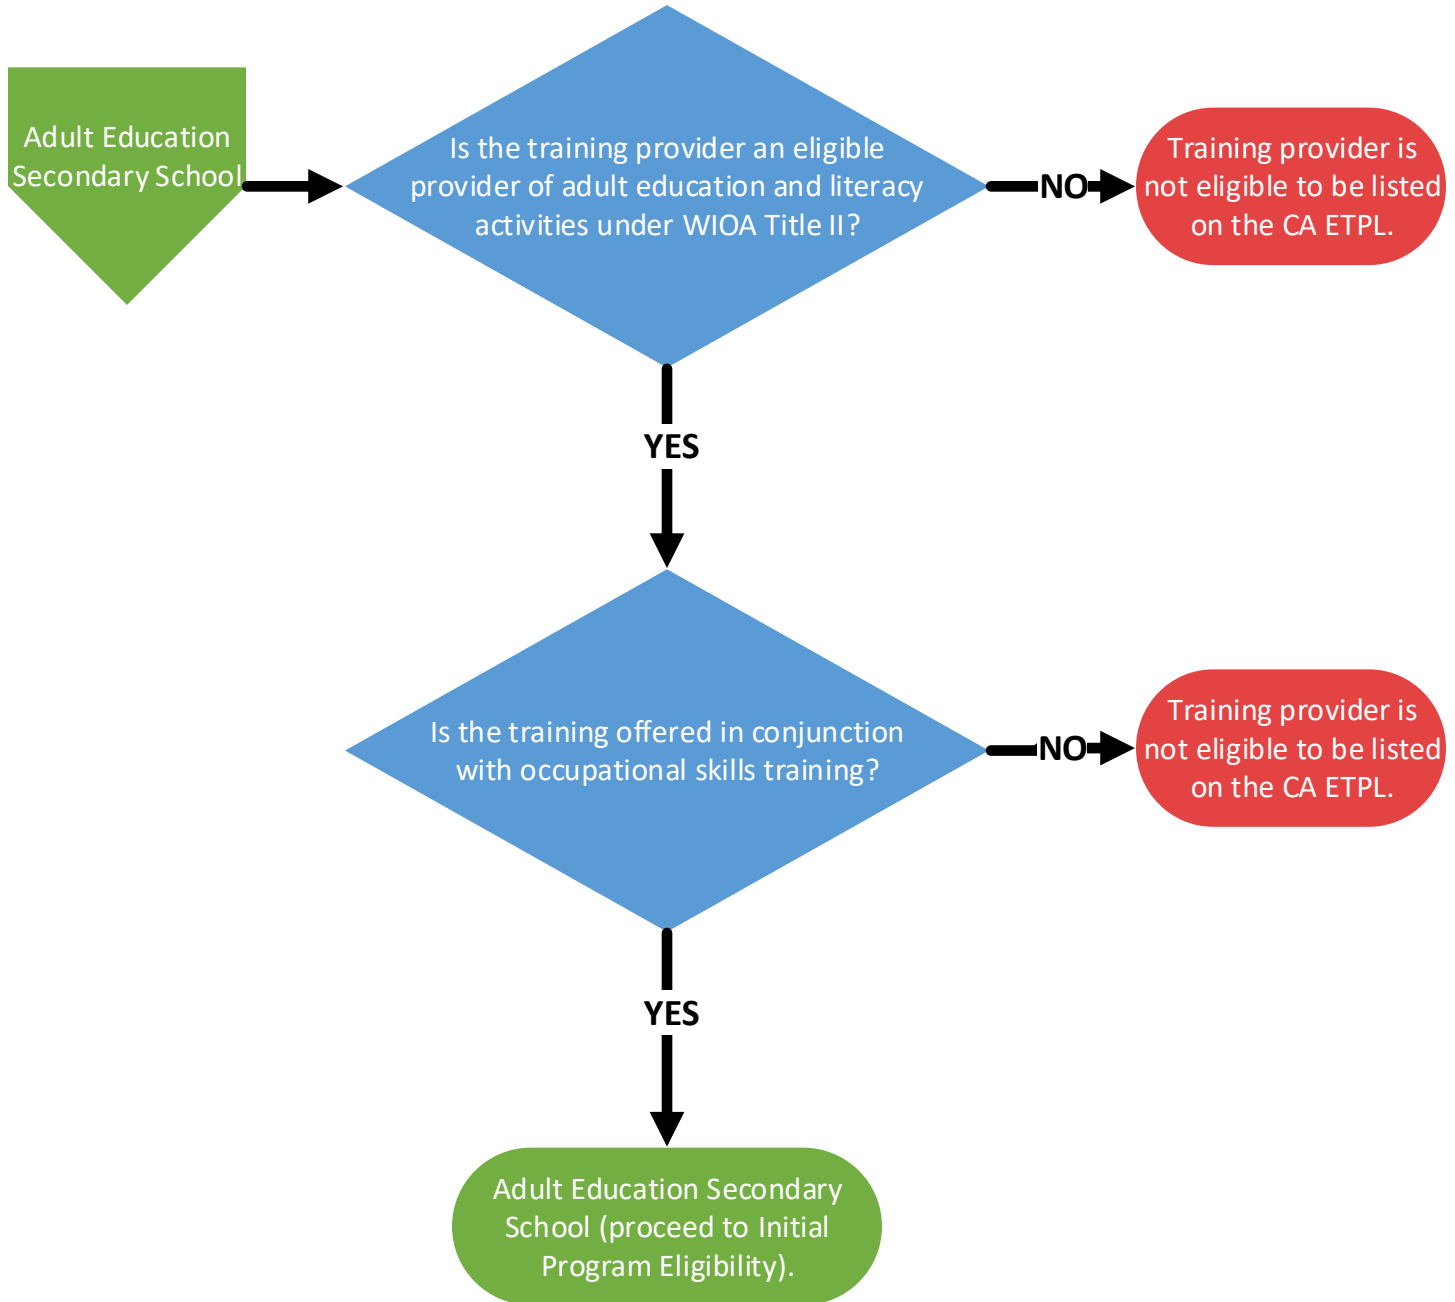 Adult Education
Secondary School
Is the training provider an eligible
provider of adult education and literacy
activities under WIOA Title II?
NO
Training provider is
not eligible to be listed
on the CA ETPL.
YES
Is the training offered in conjunction
with occupational skills training?
NO
Training provider is
not eligible to be listed
on the CA ETPL.
YES
Adult Education Secondary
School (proceed to Initial
Program Eligibility).